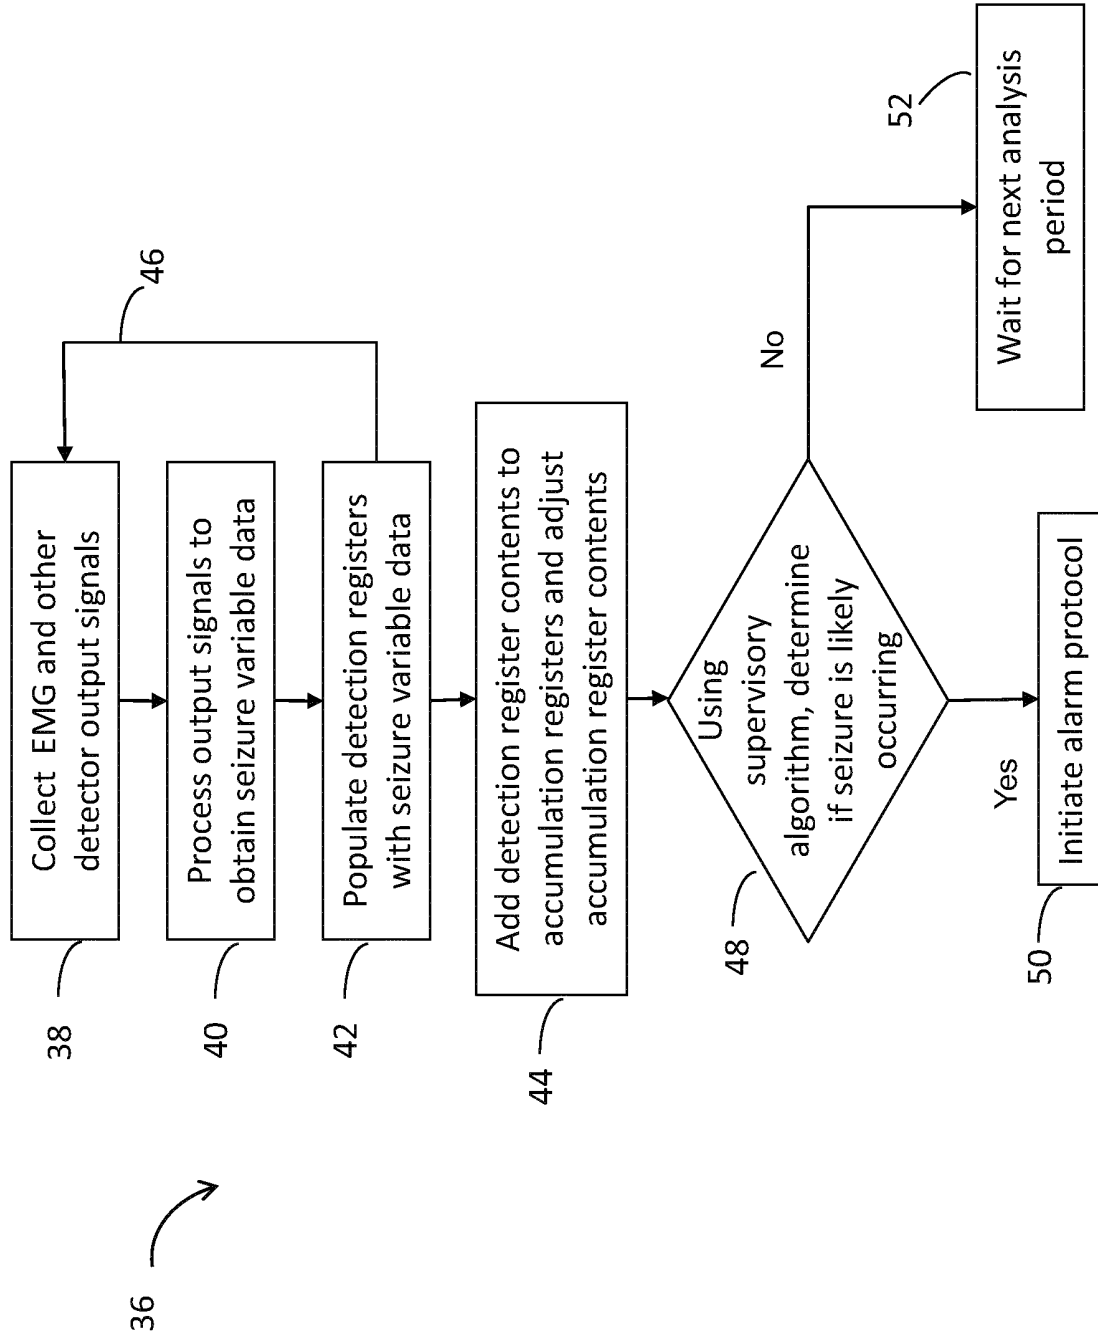 36
38
Collect EMG and other
detector output signals
46
40
Process output signals to
obtain seizure variable data
42
Populate detection registers
with seizure variable data
44
Add detection register contents to
accumulation registers and adjust
accumulation register contents
48
Using
supervisory
algorithm, determine
if seizure is likely
occurring
No
52
Wait for next analysis
period
Yes
50
Initiate alarm protocol